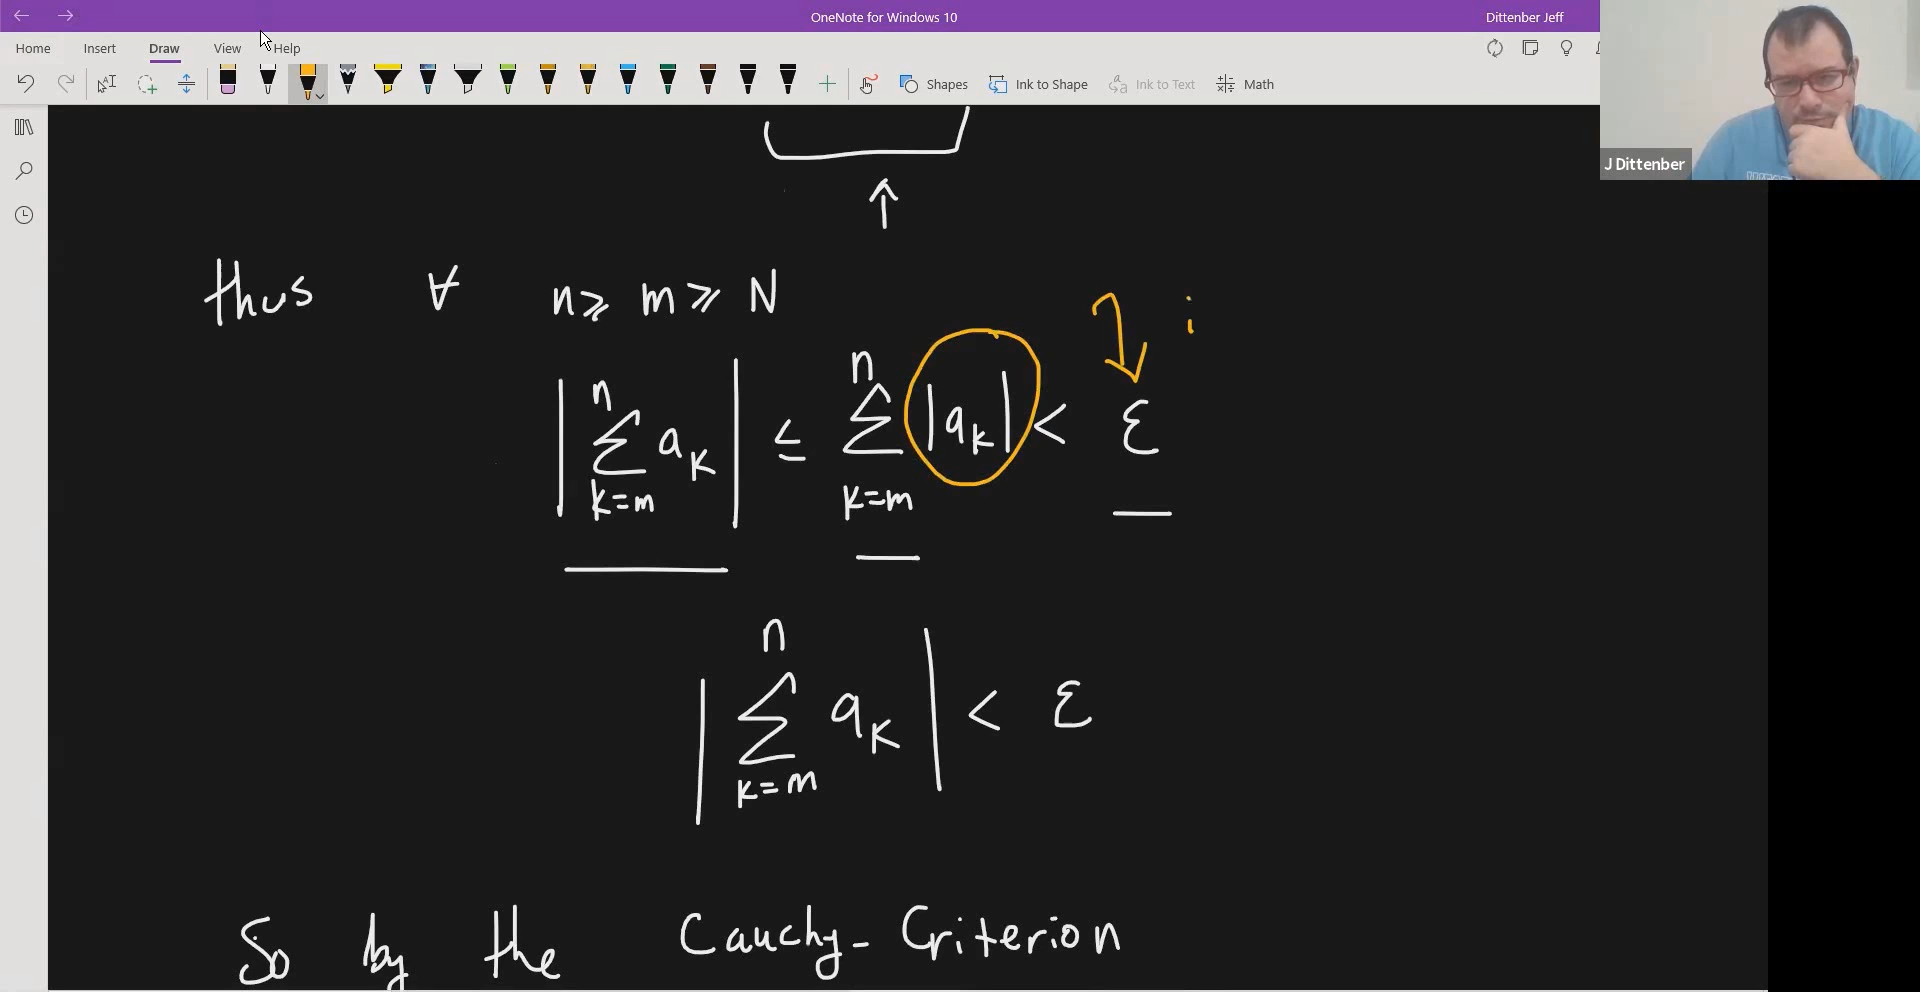 OneNote for Windows 10
Dittenber Jeff
Home Insert Draw View Help
Shapes Ink to Shape Ink to Text Math
J Dittenber
thus ∀ n ≥ m ≥ N
i
|∑_{k=m}^{n} a_k| ≤ ∑_{k=m}^{n} |a_k| < ε
|∑_{k=m}^{n} a_k| < ε
So by the Cauchy-Criterion